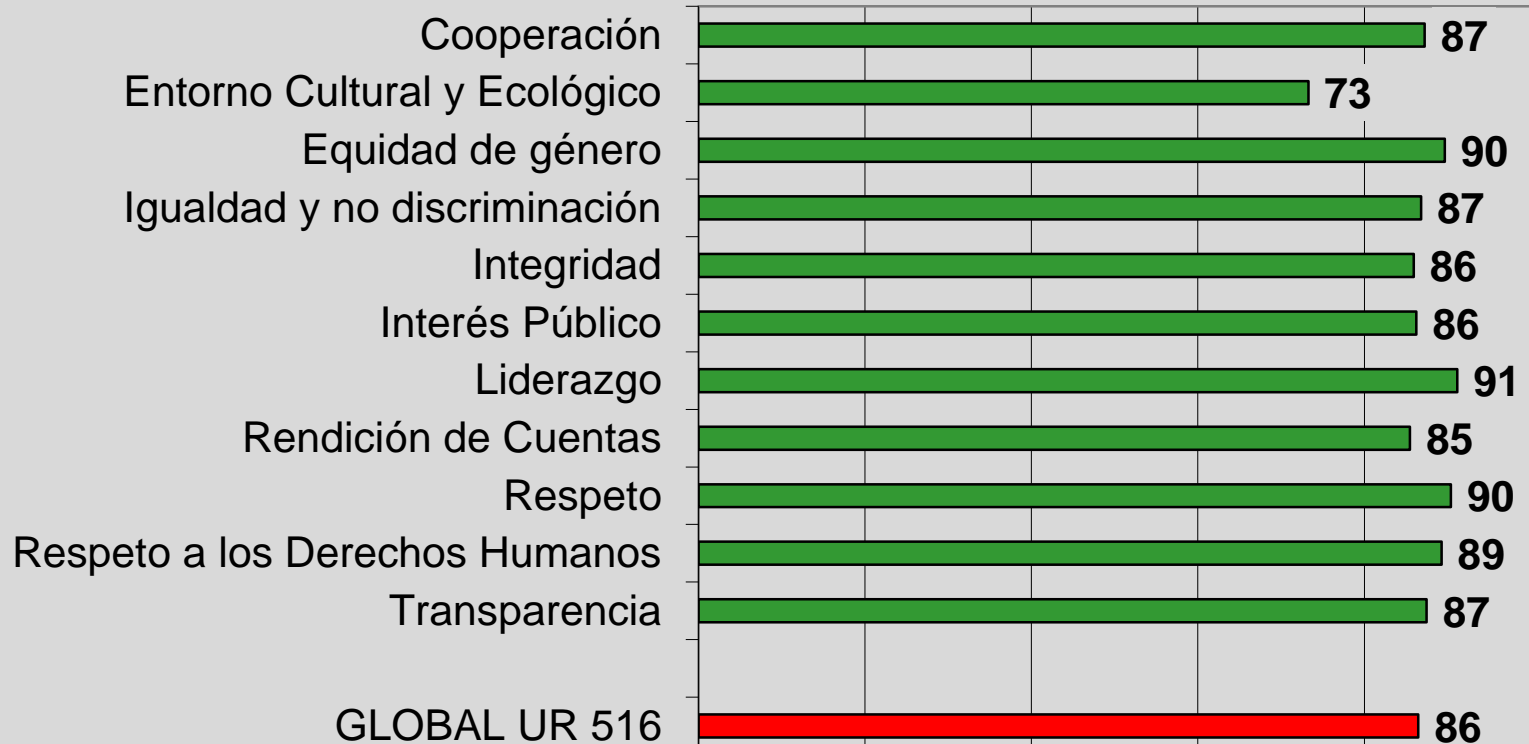 Cooperación 87
Entorno Cultural y Ecológico 73
Equidad de género 90
Igualdad y no discriminación 87
Integridad 86
Interés Público 86
Liderazgo 91
Rendición de Cuentas 85
Respeto 90
Respeto a los Derechos Humanos 89
Transparencia 87
GLOBAL UR 516 86